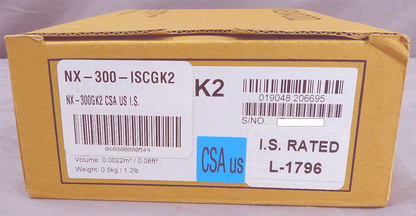 NX-300-ISCGK2
NX-300GK2 CSA US I.S.
Volume: 0.0022m³ / 0.08ft³
Weight: 0.5kg / 1.2lb
K2
CSA us
019048 206695
S/NO.
I.S. RATED
L-1796